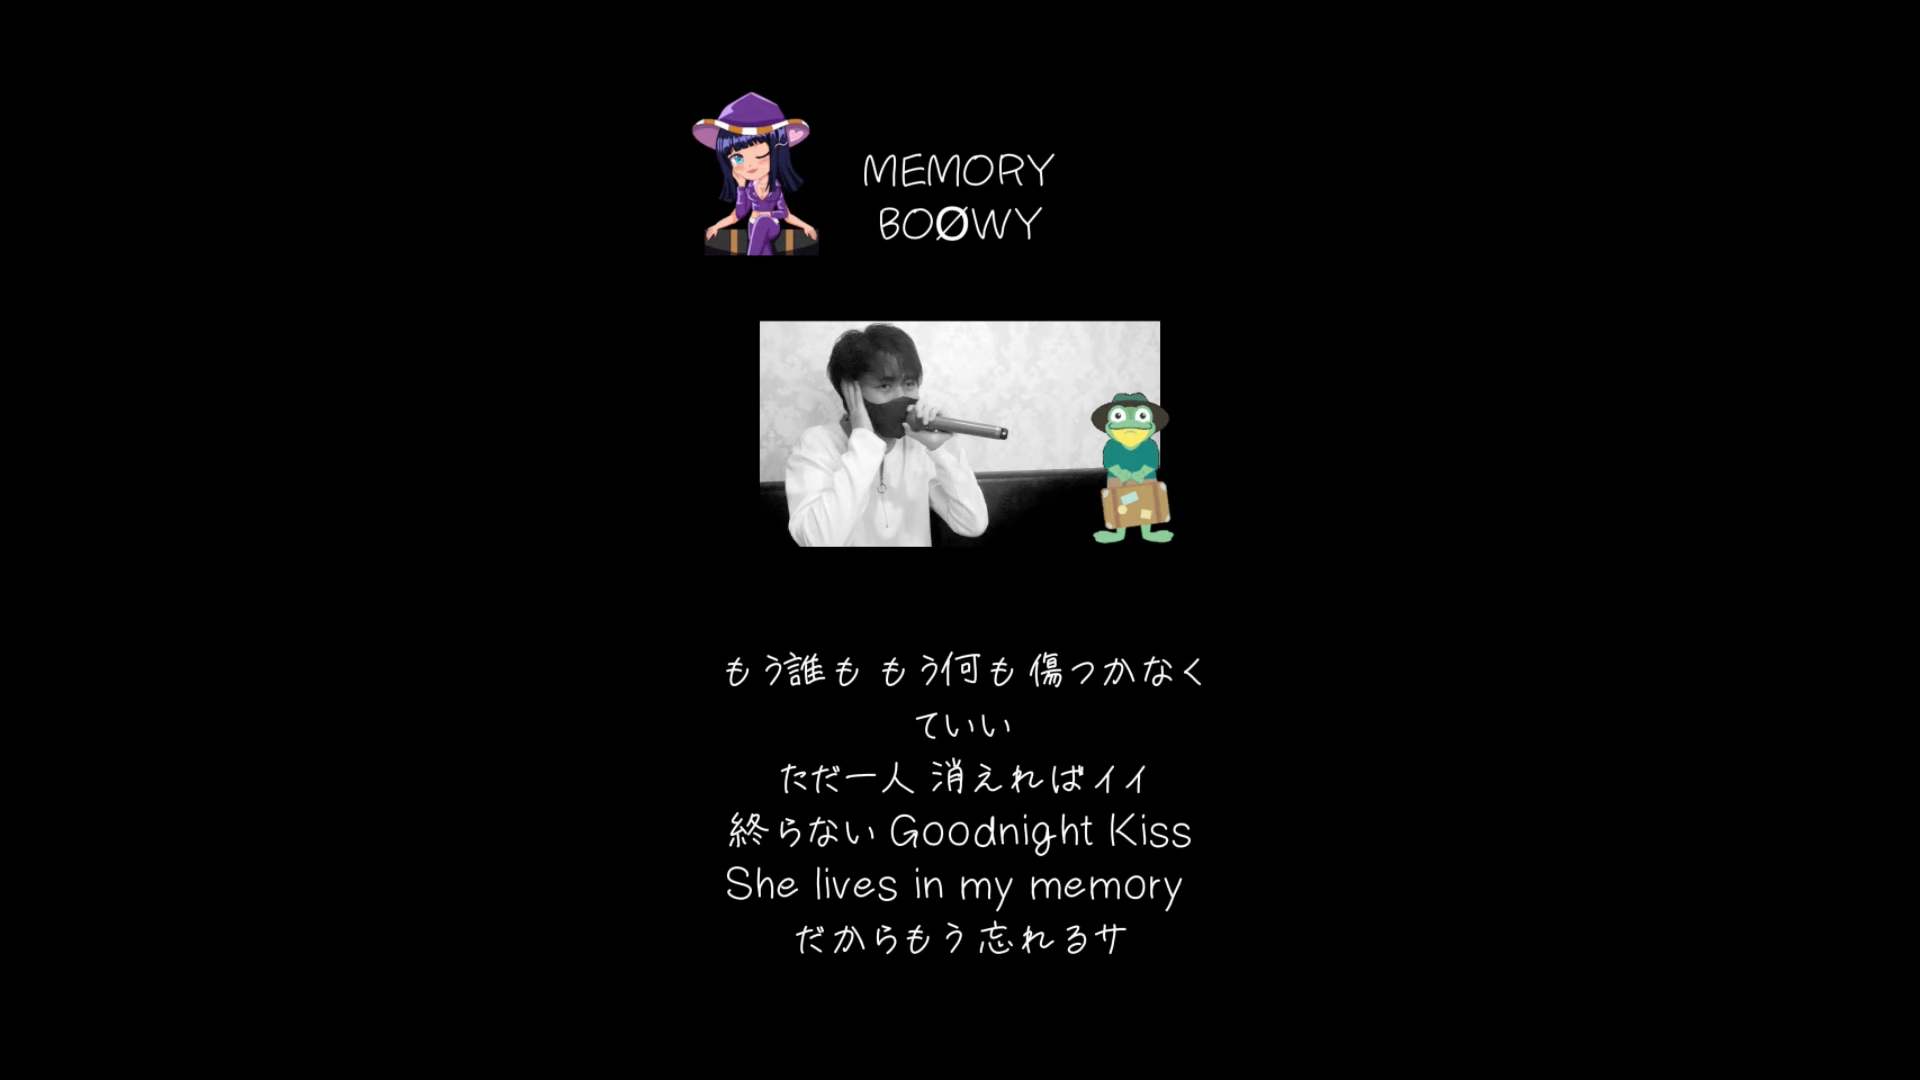 MEMORY
BOØWY
もう誰も もう何も 傷つかなく
ていい
ただ一人 消えればイイ
終らない Goodnight Kiss
She lives in my memory
だからもう 忘れるサ